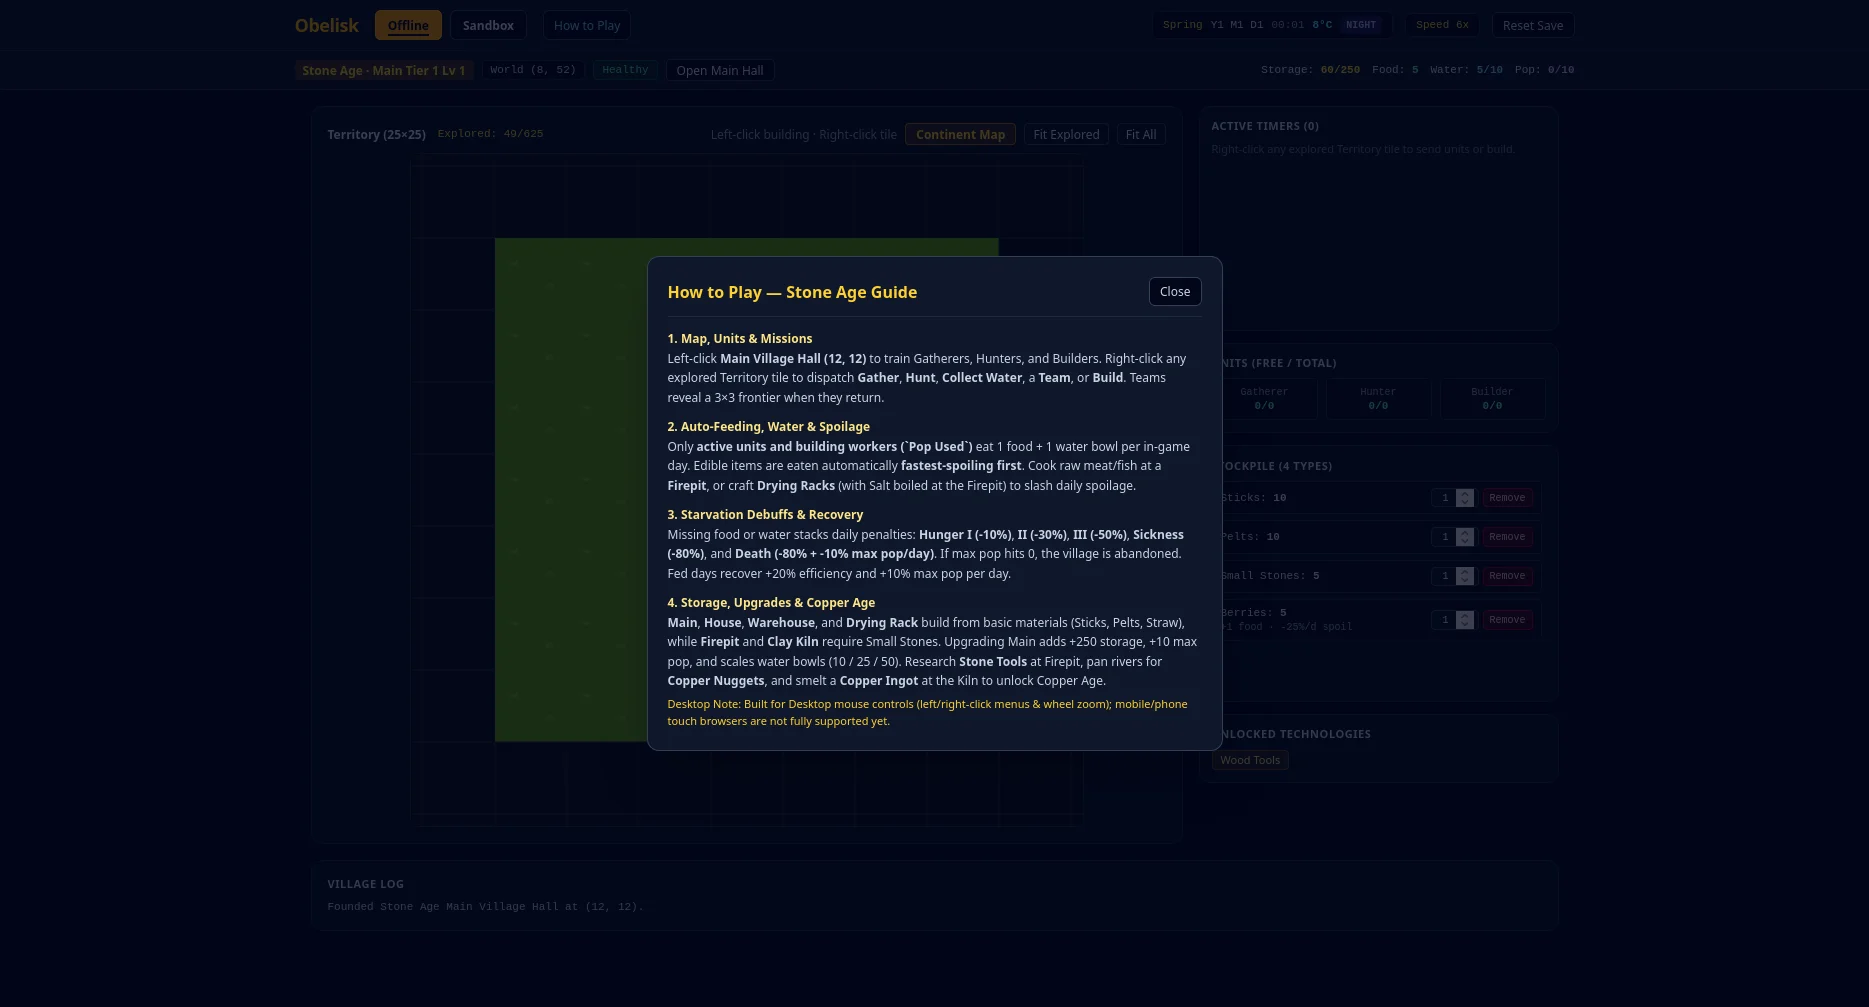 Obelisk Offline Sandbox How to Play Spring Y1 M1 D1 00:01 8°C NIGHT Speed 6x Reset Save
Stone Age · Main Tier 1 Lv 1 World (8, 52) Healthy Open Main Hall Storage: 60/250 Food: 5 Water: 5/10 Pop: 0/10
Territory (25×25) Explored: 49/625 Left-click building · Right-click tile Continent Map Fit Explored Fit All
ACTIVE TIMERS (0)
Right-click any explored Territory tile to send units or build.
How to Play — Stone Age Guide
Close
1. Map, Units & Missions
Left-click Main Village Hall (12, 12) to train Gatherers, Hunters, and Builders. Right-click any
explored Territory tile to dispatch Gather, Hunt, Collect Water, a Team, or Build. Teams
reveal a 3×3 frontier when they return.
2. Auto-Feeding, Water & Spoilage
Only active units and building workers (`Pop Used`) eat 1 food + 1 water bowl per in-game
day. Edible items are eaten automatically fastest-spoiling first. Cook raw meat/fish at a
Firepit, or craft Drying Racks (with Salt boiled at the Firepit) to slash daily spoilage.
3. Starvation Debuffs & Recovery
Missing food or water stacks daily penalties: Hunger I (-10%), II (-30%), III (-50%), Sickness
(-80%), and Death (-80% + -10% max pop/day). If max pop hits 0, the village is abandoned.
Fed days recover +20% efficiency and +10% max pop per day.
4. Storage, Upgrades & Copper Age
Main, House, Warehouse, and Drying Rack build from basic materials (Sticks, Pelts, Straw),
while Firepit and Clay Kiln require Small Stones. Upgrading Main adds +250 storage, +10 max
pop, and scales water bowls (10 / 25 / 50). Research Stone Tools at Firepit, pan rivers for
Copper Nuggets, and smelt a Copper Ingot at the Kiln to unlock Copper Age.
Desktop Note: Built for Desktop mouse controls (left/right-click menus & wheel zoom); mobile/phone
touch browsers are not fully supported yet.
NITS (FREE / TOTAL)
Gatherer Hunter Builder
0/0 0/0 0/0
TOCKPILE (4 TYPES)
Sticks: 10 1 Remove
Pelts: 10 1 Remove
Small Stones: 5 1 Remove
Berries: 5 1 Remove
+1 food · -25%/d spoil
NLOCKED TECHNOLOGIES
Wood Tools
VILLAGE LOG
Founded Stone Age Main Village Hall at (12, 12).